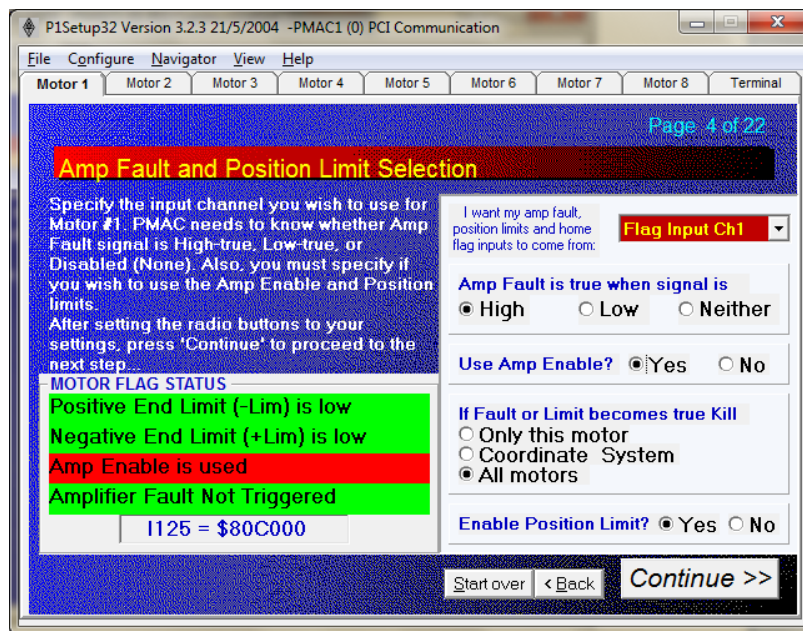 P1Setup32 Version 3.2.3 21/5/2004 -PMAC1 (0) PCI Communication
File Configure Navigator View Help
Motor 1 Motor 2 Motor 3 Motor 4 Motor 5 Motor 6 Motor 7 Motor 8 Terminal
Page 4 of 22
Amp Fault and Position Limit Selection
Specify the input channel you wish to use for
Motor #1. PMAC needs to know whether Amp
Fault signal is High-true, Low-true, or
Disabled (None). Also, you must specify if
you wish to use the Amp Enable and Position
limits.
After setting the radio buttons to your
settings, press 'Continue' to proceed to the
next step...
MOTOR FLAG STATUS
Positive End Limit (-Lim) is low
Negative End Limit (+Lim) is low
Amp Enable is used
Amplifier Fault Not Triggered
I125 = $80C000
I want my amp fault,
position limits and home
flag inputs to come from:
Flag Input Ch1
Amp Fault is true when signal is
High Low Neither
Use Amp Enable? Yes No
If Fault or Limit becomes true Kill
Only this motor
Coordinate System
All motors
Enable Position Limit? Yes No
Start over < Back Continue >>